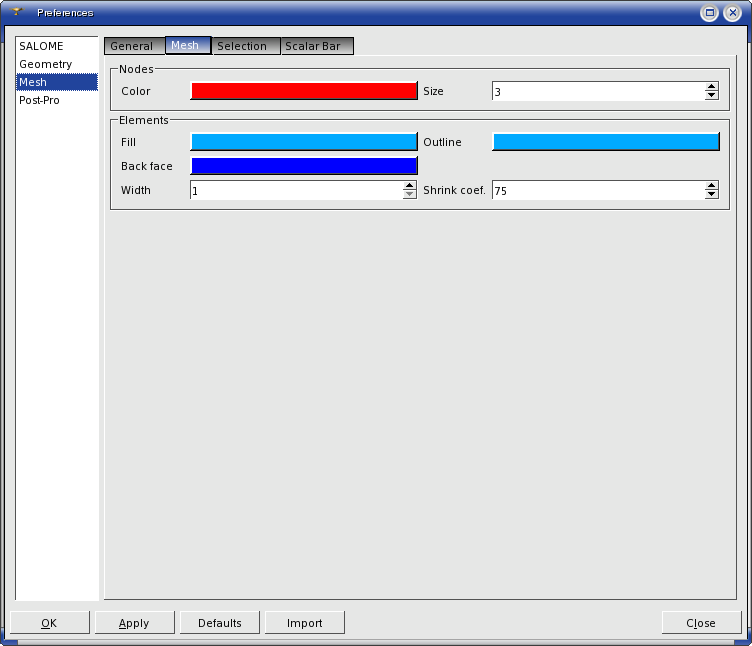 Preferences
SALOME
Geometry
Mesh
Post-Pro
General Mesh Selection Scalar Bar
Nodes
Color Size 3
Elements
Fill Outline
Back face
Width 1 Shrink coef. 75
OK Apply Defaults Import Close